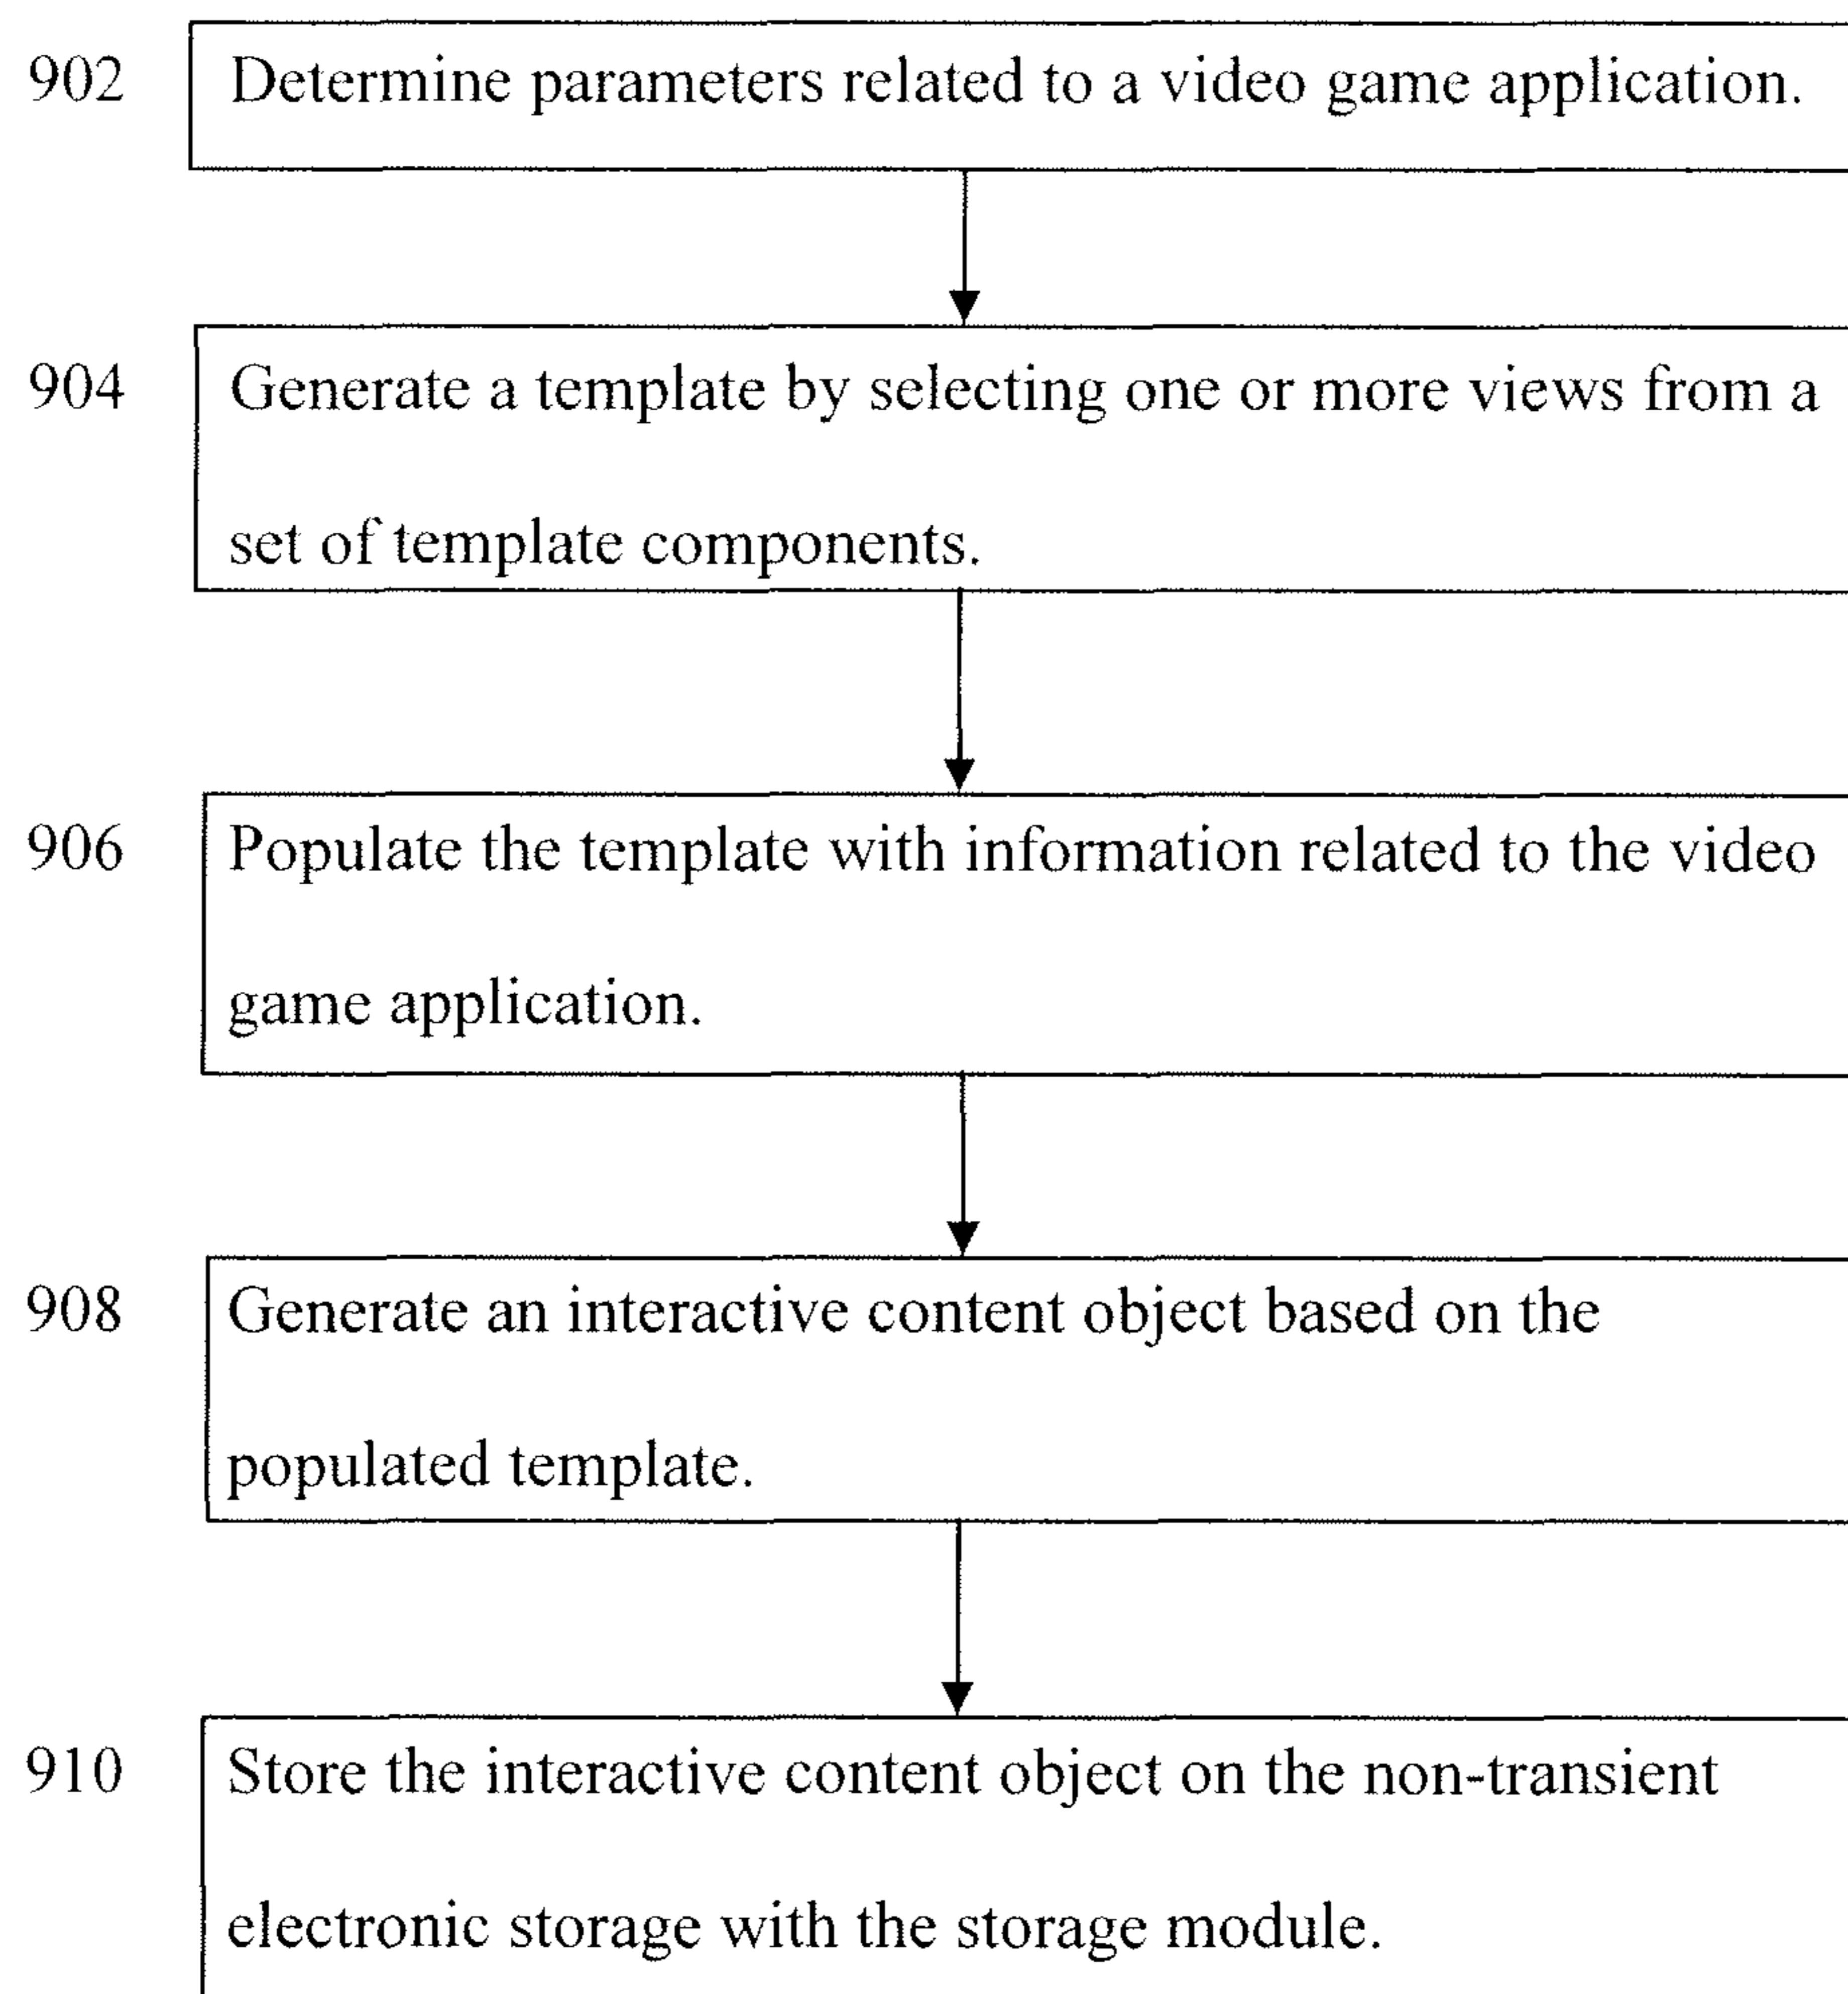 902 Determine parameters related to a video game application.
904 Generate a template by selecting one or more views from a
set of template components.
906 Populate the template with information related to the video
game application.
908 Generate an interactive content object based on the
populated template.
910 Store the interactive content object on the non-transient
electronic storage with the storage module.